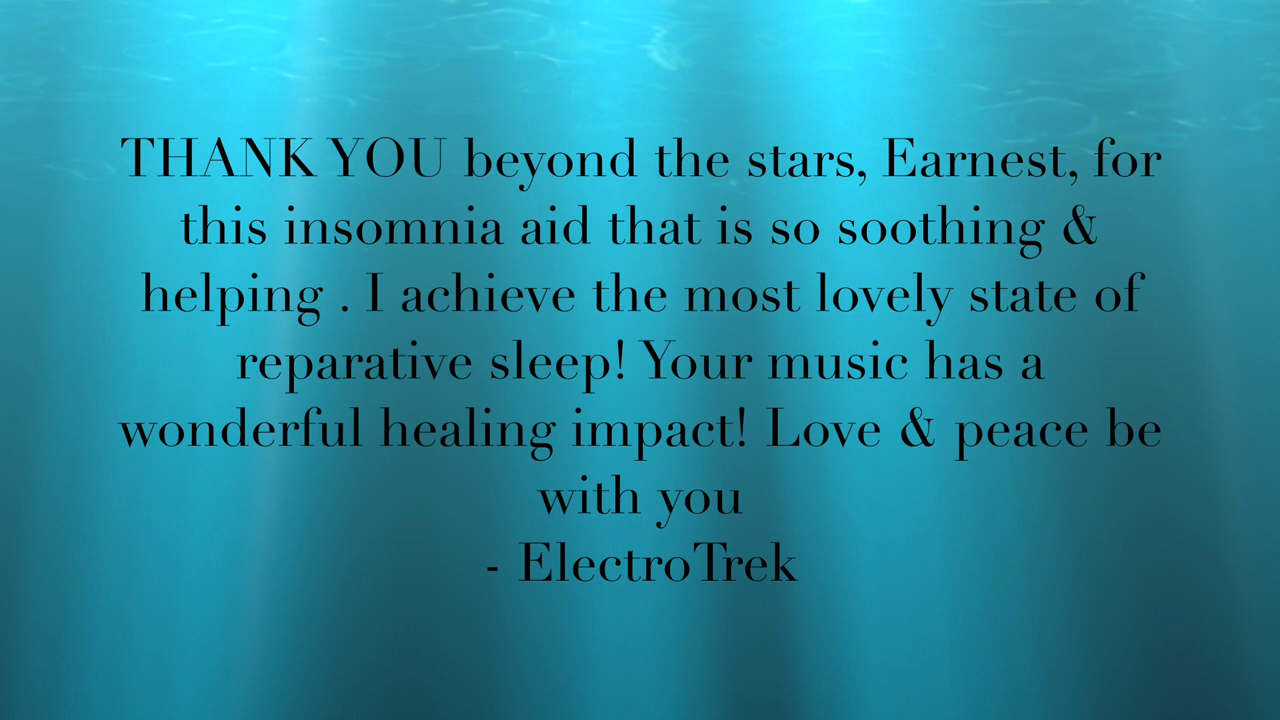 THANK YOU beyond the stars, Earnest, for
this insomnia aid that is so soothing &
helping . I achieve the most lovely state of
reparative sleep! Your music has a
wonderful healing impact! Love & peace be
with you
- ElectroTrek